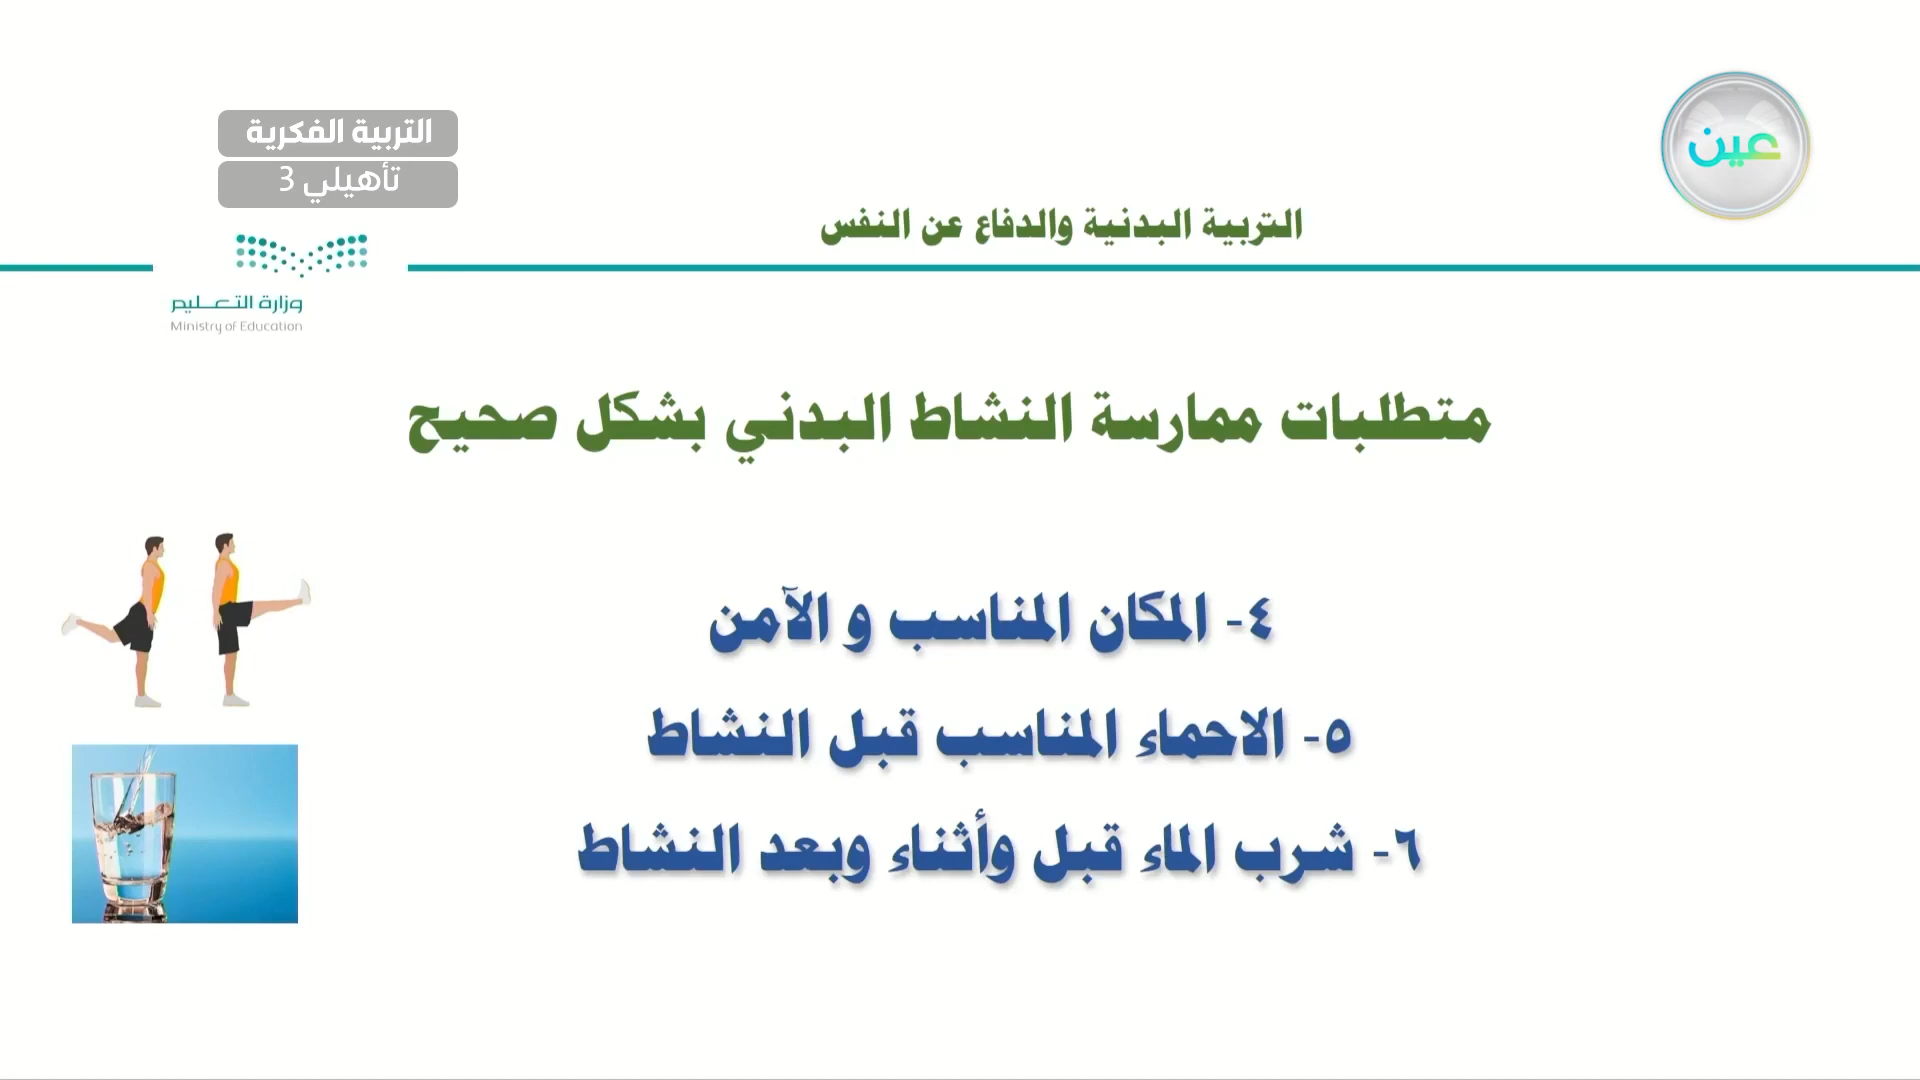 التربية الفكرية
تأهيلي 3
عين
التربية البدنية والدفاع عن النفس
وزارة التعليم
Ministry of Education
متطلبات ممارسة النشاط البدني بشكل صحيح
٤- المكان المناسب و الآمن
٥- الاحماء المناسب قبل النشاط
٦- شرب الماء قبل وأثناء وبعد النشاط